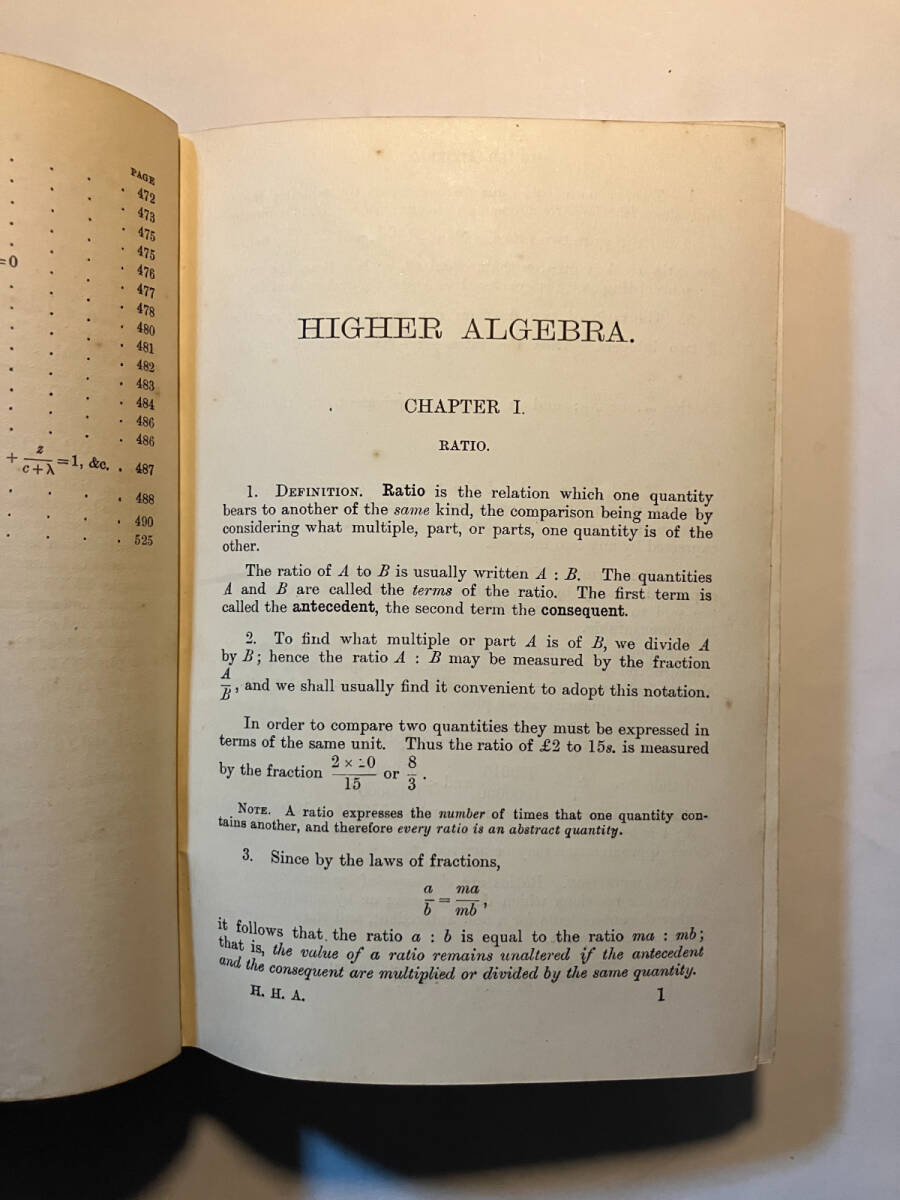 PAGE
. . . 472
. . . 473
. . . 475
. . . 475
=0 . . . 476
. . . 477
. . . 478
. . . 480
. . . 481
. . . 482
. . . 483
. . . 484
. . . 486
. . . 486
+ z/(c+λ) =1, &c. . 487
. . . 488
. . . 490
. . . 525
HIGHER ALGEBRA.
CHAPTER I.
RATIO.
1. DEFINITION. Ratio is the relation which one quantity
bears to another of the same kind, the comparison being made by
considering what multiple, part, or parts, one quantity is of the
other.
The ratio of A to B is usually written A : B. The quantities
A and B are called the terms of the ratio. The first term is
called the antecedent, the second term the consequent.
2. To find what multiple or part A is of B, we divide A
by B; hence the ratio A : B may be measured by the fraction
A/B, and we shall usually find it convenient to adopt this notation.
In order to compare two quantities they must be expressed in
terms of the same unit. Thus the ratio of £2 to 15s. is measured
by the fraction (2 × 20)/15 or 8/3.
NOTE. A ratio expresses the number of times that one quantity con-
tains another, and therefore every ratio is an abstract quantity.
3. Since by the laws of fractions,
a/b = ma/mb,
it follows that the ratio a : b is equal to the ratio ma : mb;
that is, the value of a ratio remains unaltered if the antecedent
and the consequent are multiplied or divided by the same quantity.
H. H. A. 1